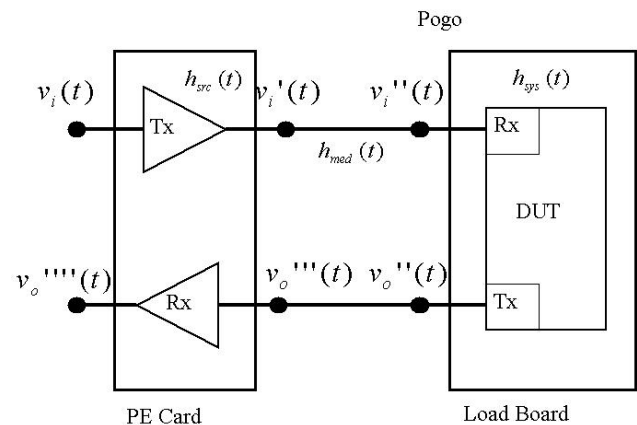 Pogo
h_src (t)
h_sys (t)
v_i (t)
Tx
v_i '(t)
v_i ''(t)
Rx
h_med (t)
DUT
v_o ''''(t)
Rx
v_o '''(t)
v_o ''(t)
Tx
PE Card
Load Board